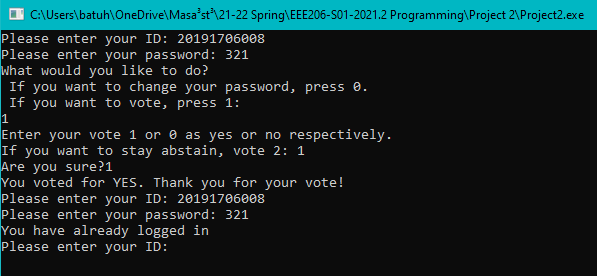 C:\Users\batuh\OneDrive\Masa³st³\21-22 Spring\EEE206-S01-2021.2 Programming\Project 2\Project2.exe
Please enter your ID: 20191706008
Please enter your password: 321
What would you like to do?
If you want to change your password, press 0.
If you want to vote, press 1:
1
Enter your vote 1 or 0 as yes or no respectively.
If you want to stay abstain, vote 2: 1
Are you sure?1
You voted for YES. Thank you for your vote!
Please enter your ID: 20191706008
Please enter your password: 321
You have already logged in
Please enter your ID: